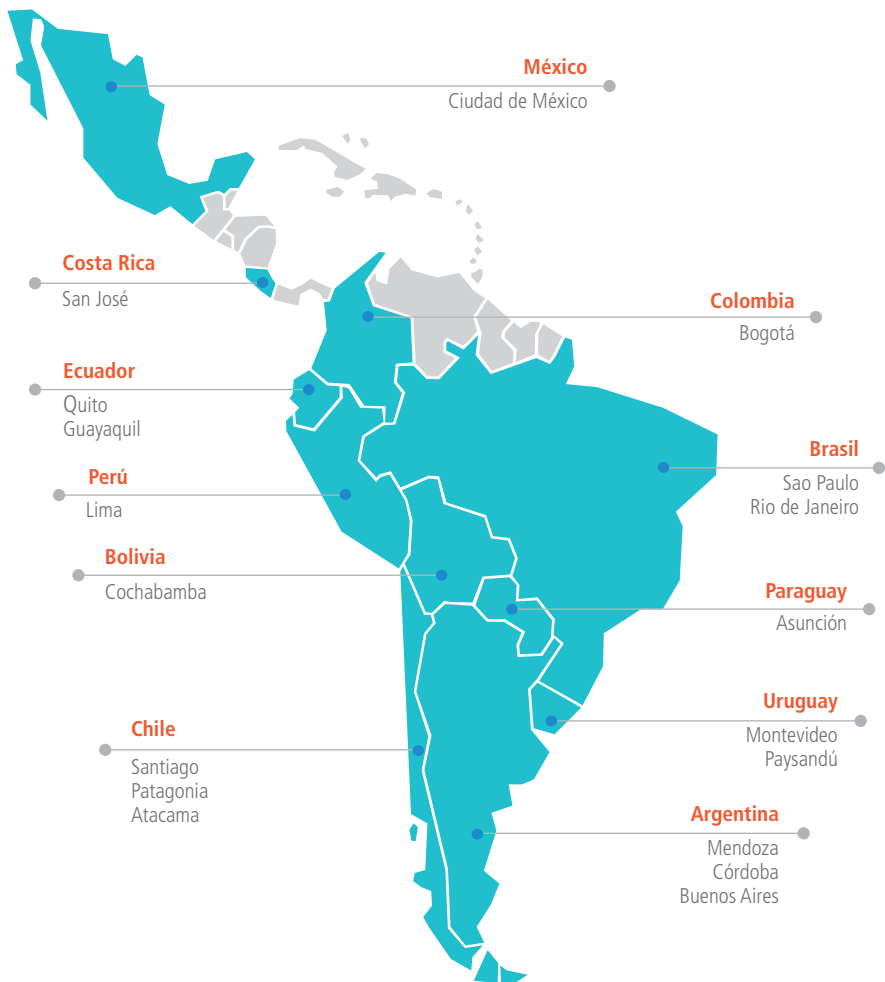 México
Ciudad de México
Costa Rica
San José
Colombia
Bogotá
Ecuador
Quito
Guayaquil
Brasil
Sao Paulo
Rio de Janeiro
Perú
Lima
Bolivia
Cochabamba
Paraguay
Asunción
Uruguay
Montevideo
Paysandú
Chile
Santiago
Patagonia
Atacama
Argentina
Mendoza
Córdoba
Buenos Aires